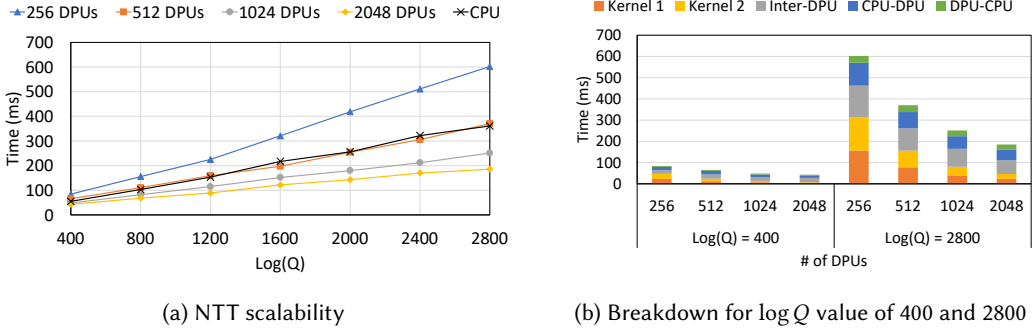 256 DPUs 512 DPUs 1024 DPUs 2048 DPUs CPU
700
600
500
400
300
200
100
0
Time (ms)
400 800 1200 1600 2000 2400 2800
Log(Q)
(a) NTT scalability
Kernel 1 Kernel 2 Inter-DPU CPU-DPU DPU-CPU
700
600
500
400
300
200
100
0
Time (ms)
256 512 1024 2048 256 512 1024 2048
Log(Q) = 400 Log(Q) = 2800
# of DPUs
(b) Breakdown for log Q value of 400 and 2800